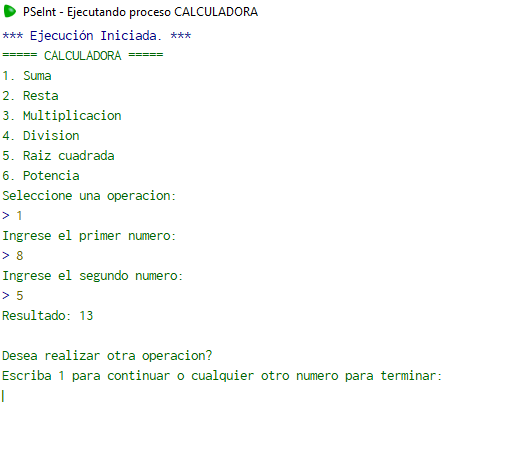 PSeInt - Ejecutando proceso CALCULADORA
*** Ejecución Iniciada. ***
===== CALCULADORA =====
1. Suma
2. Resta
3. Multiplicacion
4. Division
5. Raiz cuadrada
6. Potencia
Seleccione una operacion:
> 1
Ingrese el primer numero:
> 8
Ingrese el segundo numero:
> 5
Resultado: 13
Desea realizar otra operacion?
Escriba 1 para continuar o cualquier otro numero para terminar: